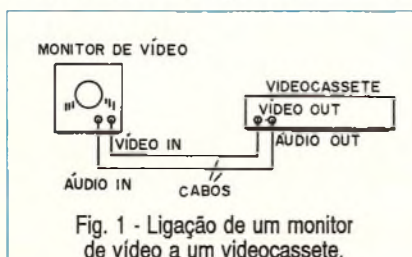 MONITOR DE VÍDEO
VIDEOCASSETE
VÍDEO OUT
VÍDEO IN
ÁUDIO OUT
ÁUDIO IN
CABOS
Fig. 1 - Ligação de um monitor
de vídeo a um videocassete.